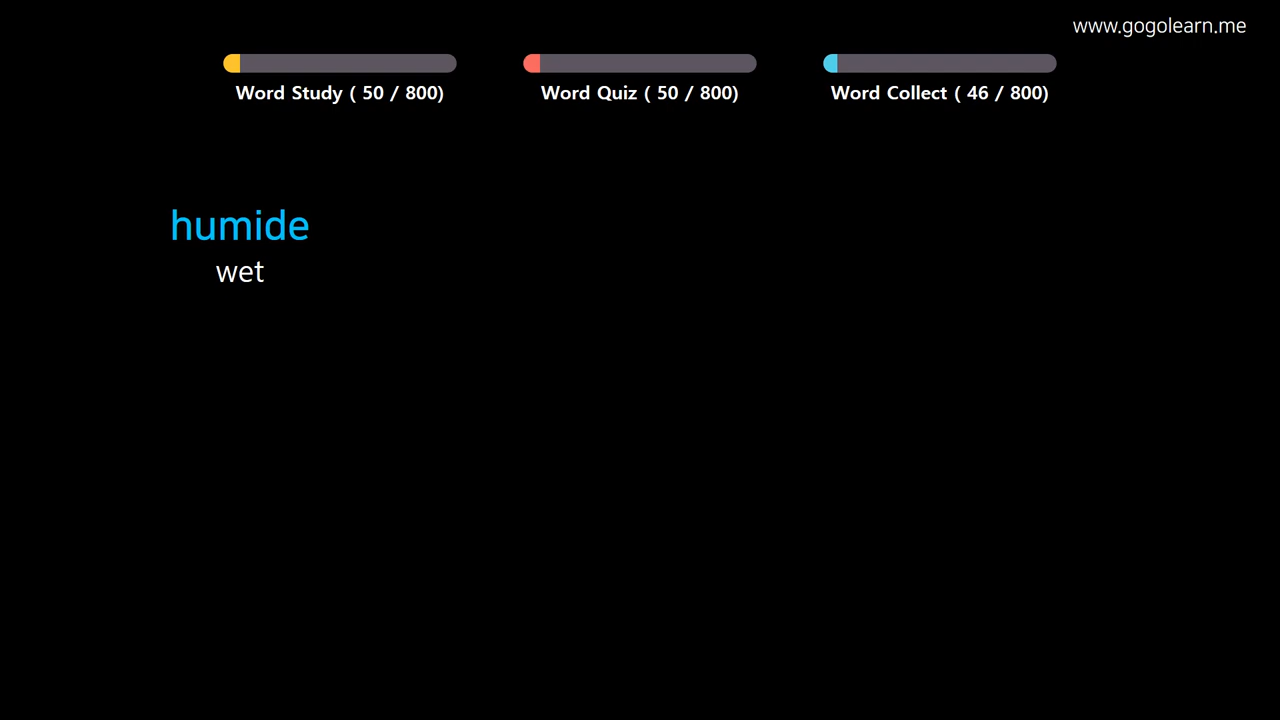 www.gogolearn.me
Word Study ( 50 / 800)
Word Quiz ( 50 / 800)
Word Collect ( 46 / 800)
humide
wet